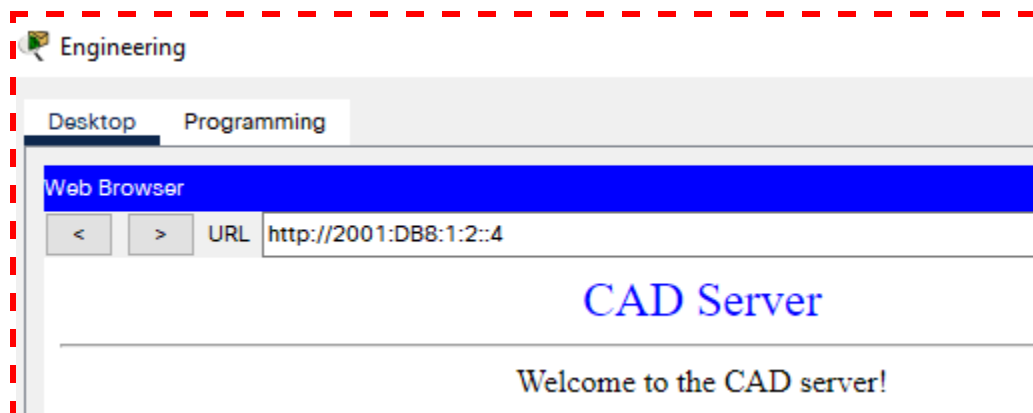 Engineering
Desktop Programming
Web Browser
< > URL http://2001:DB8:1:2::4
CAD Server
Welcome to the CAD server!